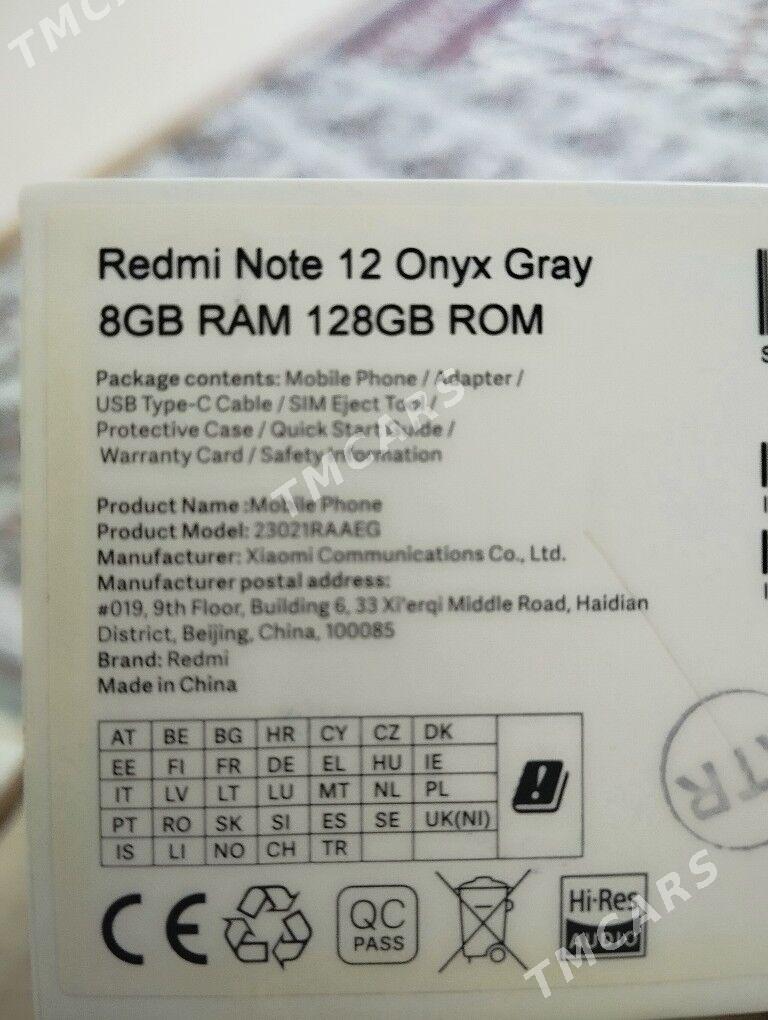 TMCARS
Redmi Note 12 Onyx Gray
8GB RAM 128GB ROM
Package contents: Mobile Phone / Adapter /
USB Type-C Cable / SIM Eject Tool /
Protective Case / Quick Start Guide /
Warranty Card / Safety Information
TMCARS
Product Name :Mobile Phone
Product Model: 23021RAAEG
Manufacturer: Xiaomi Communications Co., Ltd.
Manufacturer postal address:
#019, 9th Floor, Building 6, 33 Xi'erqi Middle Road, Haidian
District, Beijing, China, 100085
Brand: Redmi
Made in China
AT BE BG HR CY CZ DK
EE FI FR DE EL HU IE
IT LV LT LU MT NL PL
PT RO SK SI ES SE UK(NI)
IS LI NO CH TR
!
CE
QC
PASS
Hi-Res
AUDIO
TMCARS